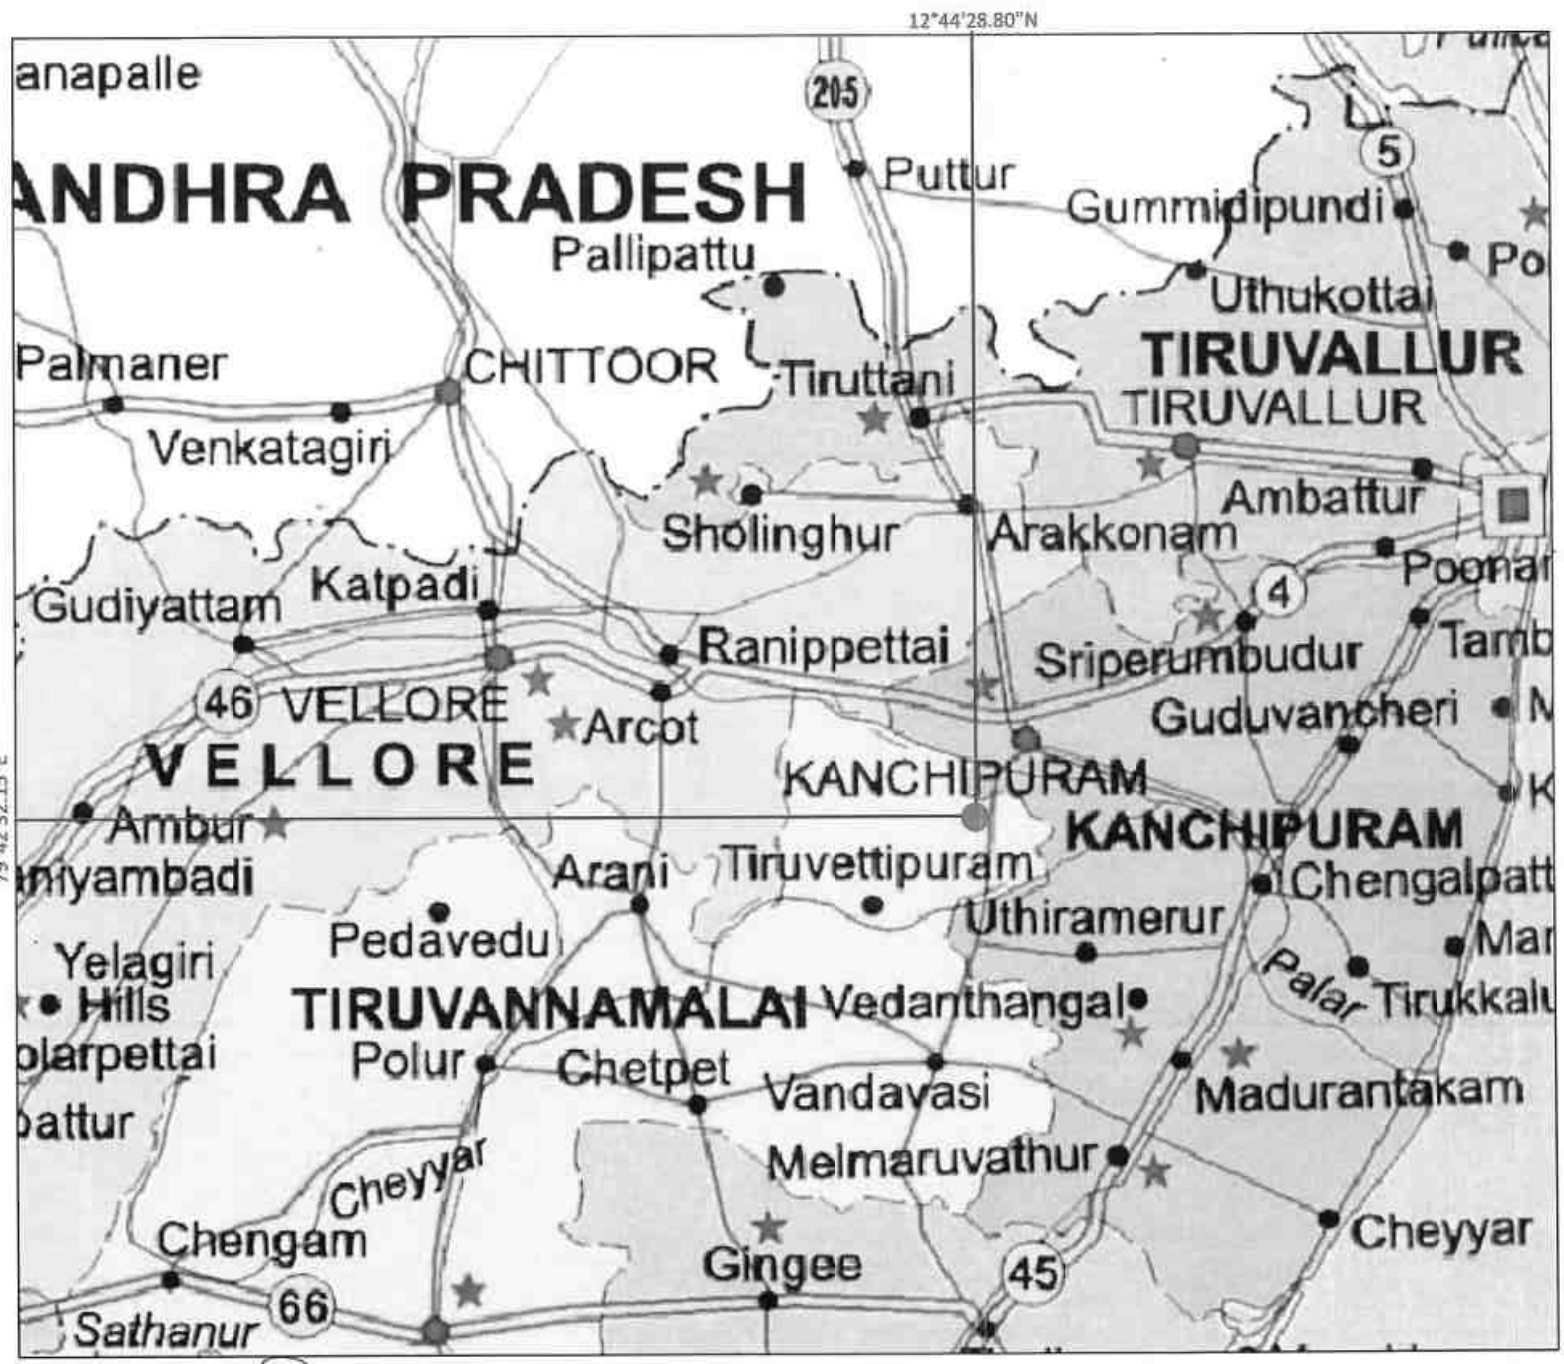 12°44'28.80"N
anapalle
205
ANDHRA PRADESH
Puttur
5
Gummidipundi
Pallipattu
Po
Uthukottai
TIRUVALLUR
Palmaner
CHITTOOR
Tiruttani
TIRUVALLUR
Venkatagiri
Ambattur
Sholinghur
Arakkonam
Poonar
Gudiyattam
Katpadi
4
Ranippettai
Sriperumbudur
Tamb
46
VELLORE
Arcot
Guduvancheri
M
VELLORE
KANCHIPURAM
K
Ambur
KANCHIPURAM
niyambadi
Arani
Tiruvettipuram
Chengalpatt
Pedavedu
Uthiramerur
Mar
Yelagiri
Hills
Palar
Tirukkalu
TIRUVANNAMALAI
Vedanthangal
olarpettai
Polur
Chetpet
Vandavasi
Madurantakam
battur
Cheyyar
Melmaruvathur
Chengam
Gingee
45
Cheyyar
66
Sathanur